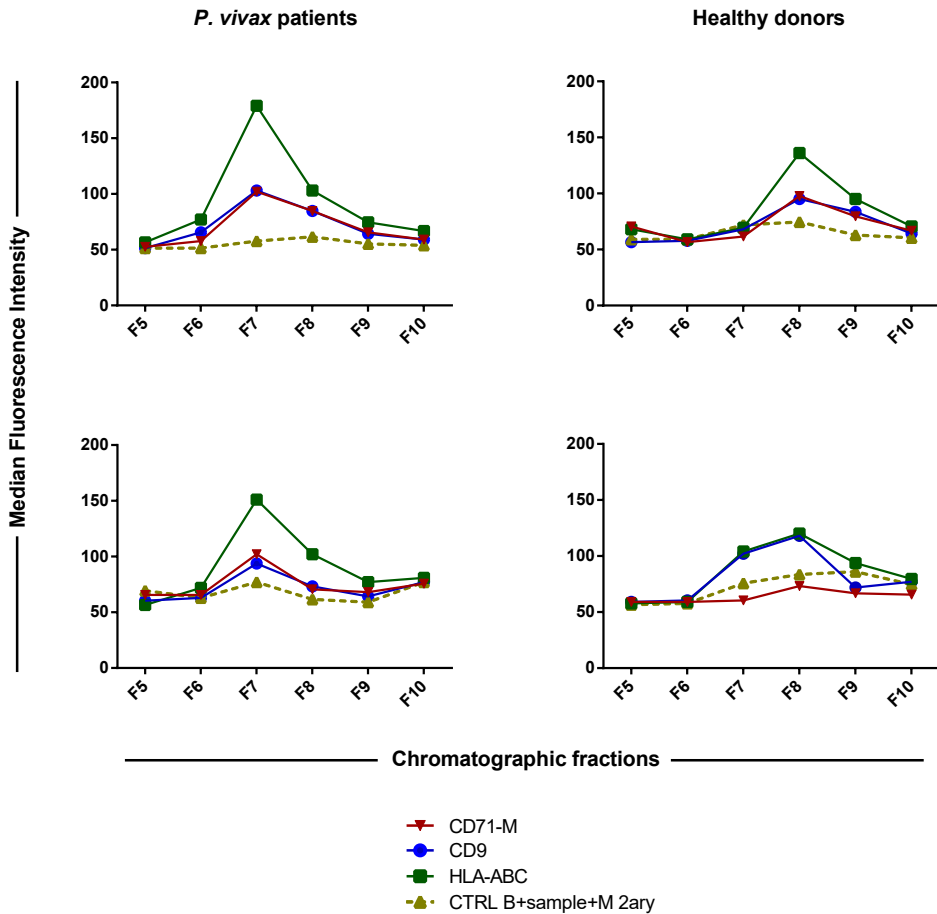 P. vivax patients
Healthy donors
Median Fluorescence Intensity
200
150
100
50
0
F5
F6
F7
F8
F9
F10
200
150
100
50
0
F5
F6
F7
F8
F9
F10
200
150
100
50
0
F5
F6
F7
F8
F9
F10
200
150
100
50
0
F5
F6
F7
F8
F9
F10
Chromatographic fractions
CD71-M
CD9
HLA-ABC
CTRL B+sample+M 2ary